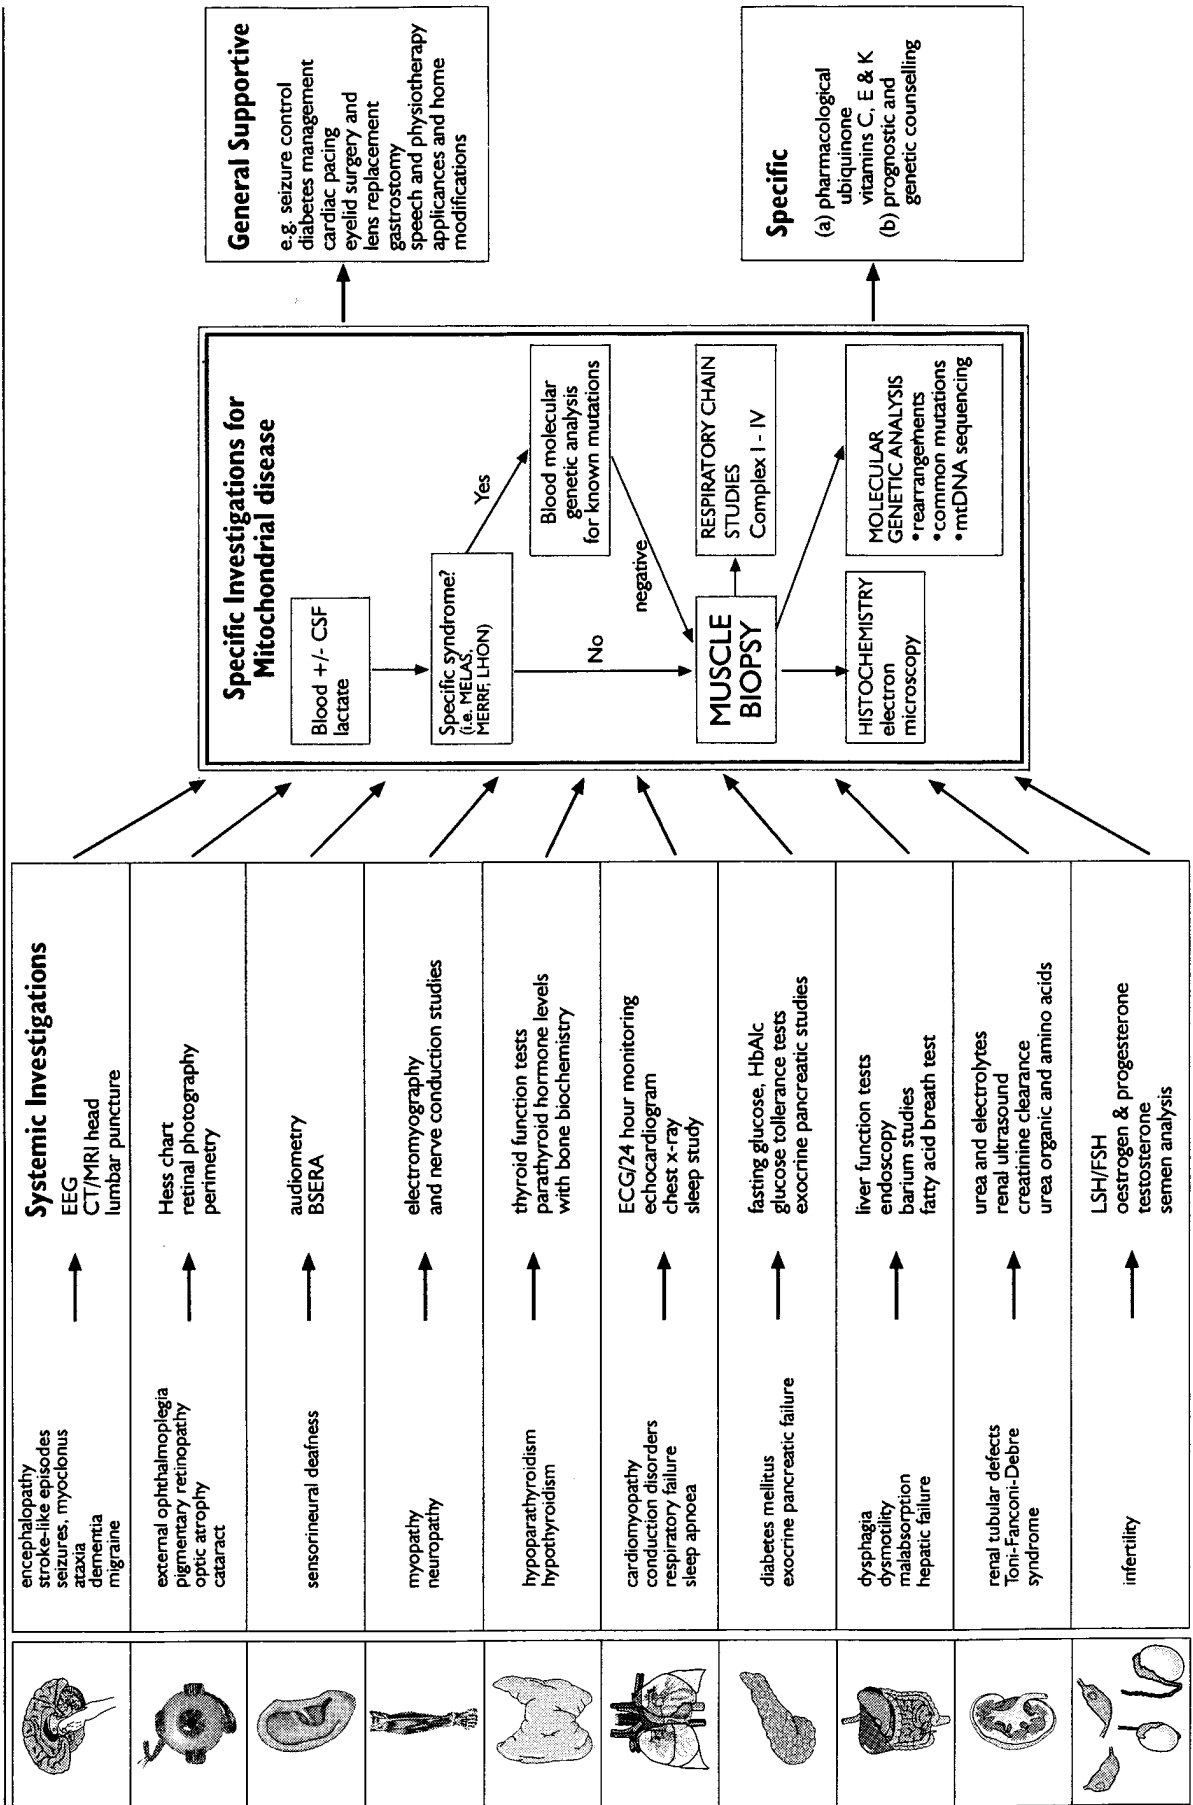 encephalopathy
stroke-like episodes
seizures, myoclonus
ataxia
dementia
migraine
Systemic Investigations
EEG
CT/MRI head
lumbar puncture
external ophthalmoplegia
pigmentary retinopathy
optic atrophy
cataract
Hess chart
retinal photography
perimetry
sensorineural deafness
audiometry
BSERA
myopathy
neuropathy
electromyography
and nerve conduction studies
hypoparathyroidism
hypothyroidism
thyroid function tests
parathyroid hormone levels
with bone biochemistry
cardiomyopathy
conduction disorders
respiratory failure
sleep apnoea
ECG/24 hour monitoring
echocardiogram
chest x-ray
sleep study
diabetes mellitus
exocrine pancreatic failure
fasting glucose, HbAlc
glucose tollerance tests
exocrine pancreatic studies
dysphagia
dysmotility
malabsorption
hepatic failure
liver function tests
endoscopy
barium studies
fatty acid breath test
renal tubular defects
Toni-Fanconi-Debre
syndrome
urea and electrolytes
renal ultrasound
creatinine clearance
urea organic and amino acids
infertility
LSH/FSH
oestrogen & progesterone
testosterone
semen analysis
Specific Investigations for
Mitochondrial disease
Blood +/- CSF
lactate
Specific syndrome?
(i.e. MELAS,
MERRF, LHON)
Yes
Blood molecular
genetic analysis
for known mutations
No
negative
MUSCLE
BIOPSY
RESPIRATORY CHAIN
STUDIES
Complex I - IV
HISTOCHEMISTRY
electron
microscopy
MOLECULAR
GENETIC ANALYSIS
•rearrangements
•common mutations
•mtDNA sequencing
General Supportive
e.g. seizure control
diabetes management
cardiac pacing
eyelid surgery and
lens replacement
gastrostomy
speech and physiotherapy
applicances and home
modifications
Specific
(a) pharmacological
ubiquinone
vitamins C, E & K
(b) prognostic and
genetic counselling